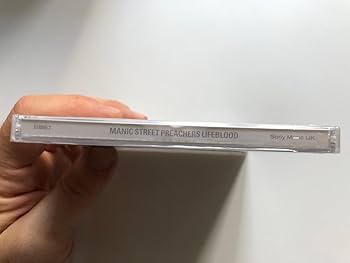 MANIC STREET PREACHERS LIFEBLOOD
Sony Music UK